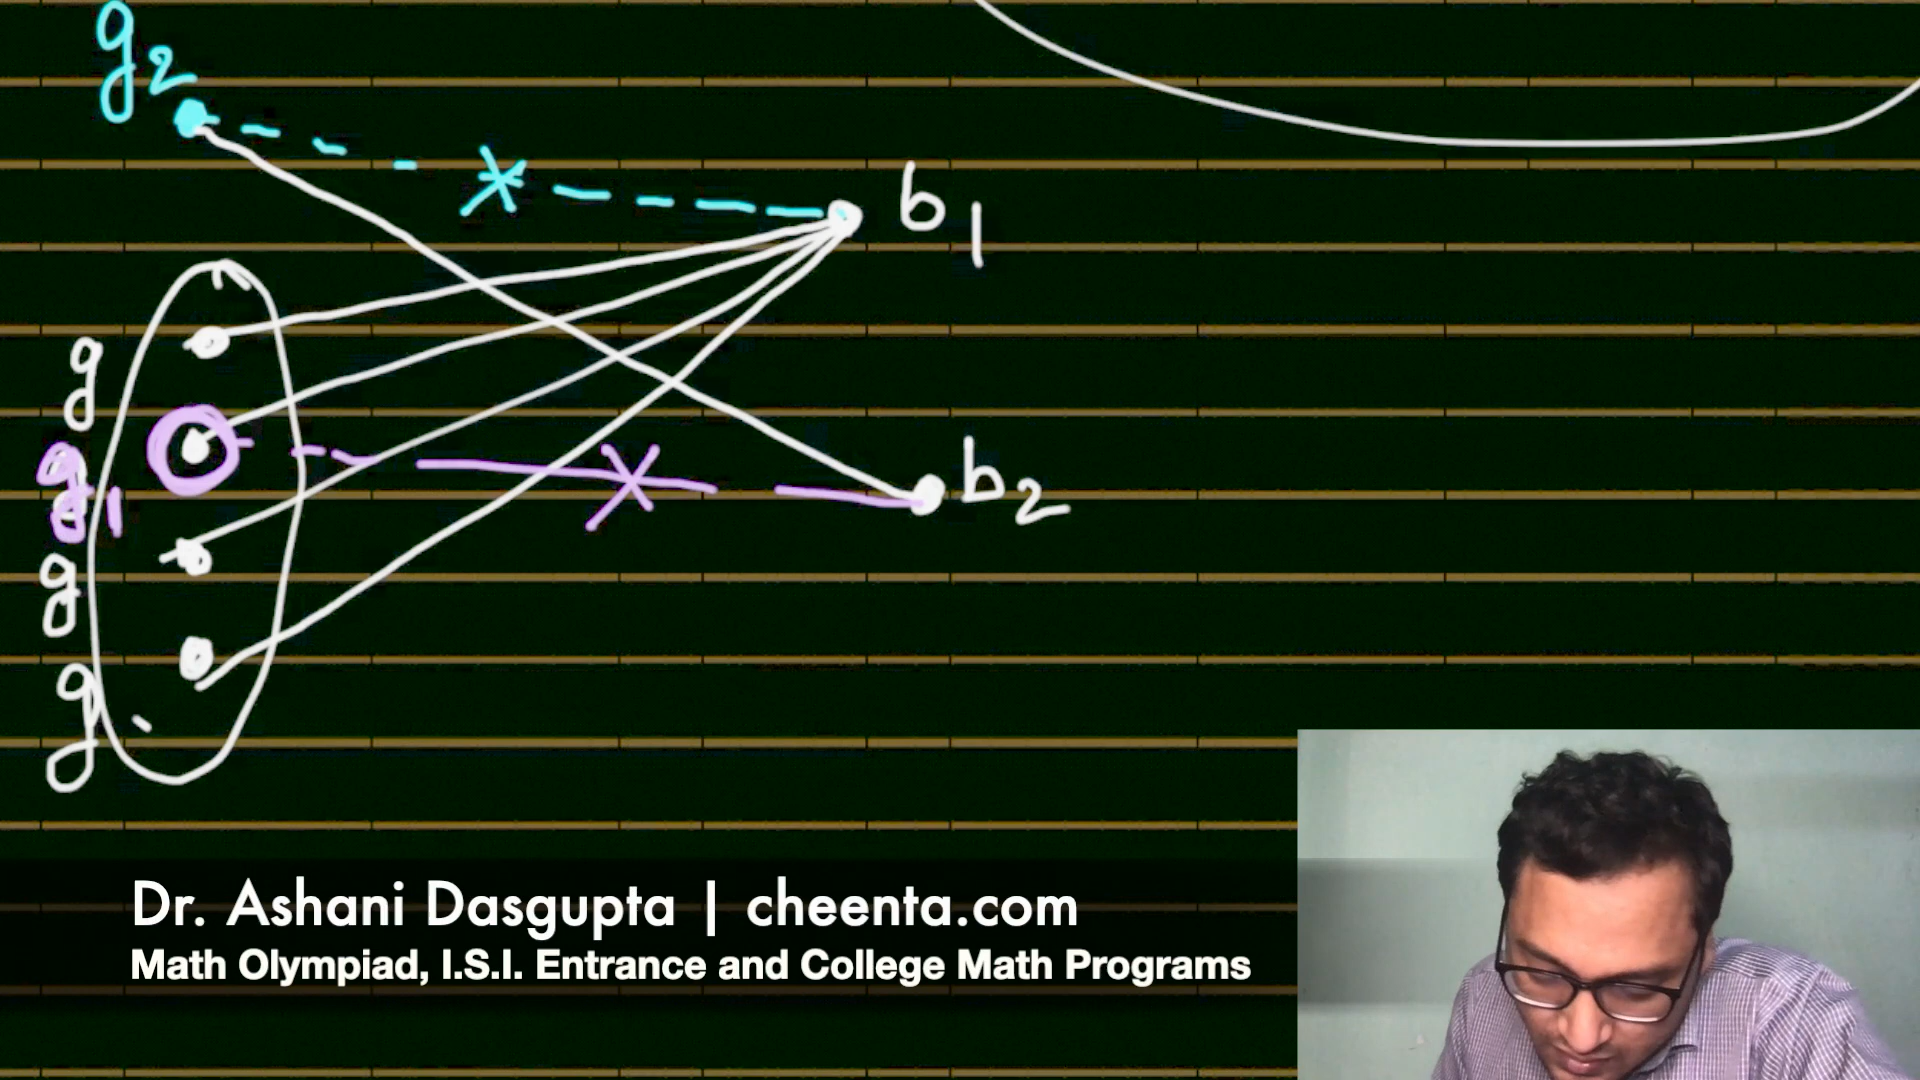 g2
b1
g
g1
b2
g
g
Dr. Ashani Dasgupta | cheenta.com
Math Olympiad, I.S.I. Entrance and College Math Programs